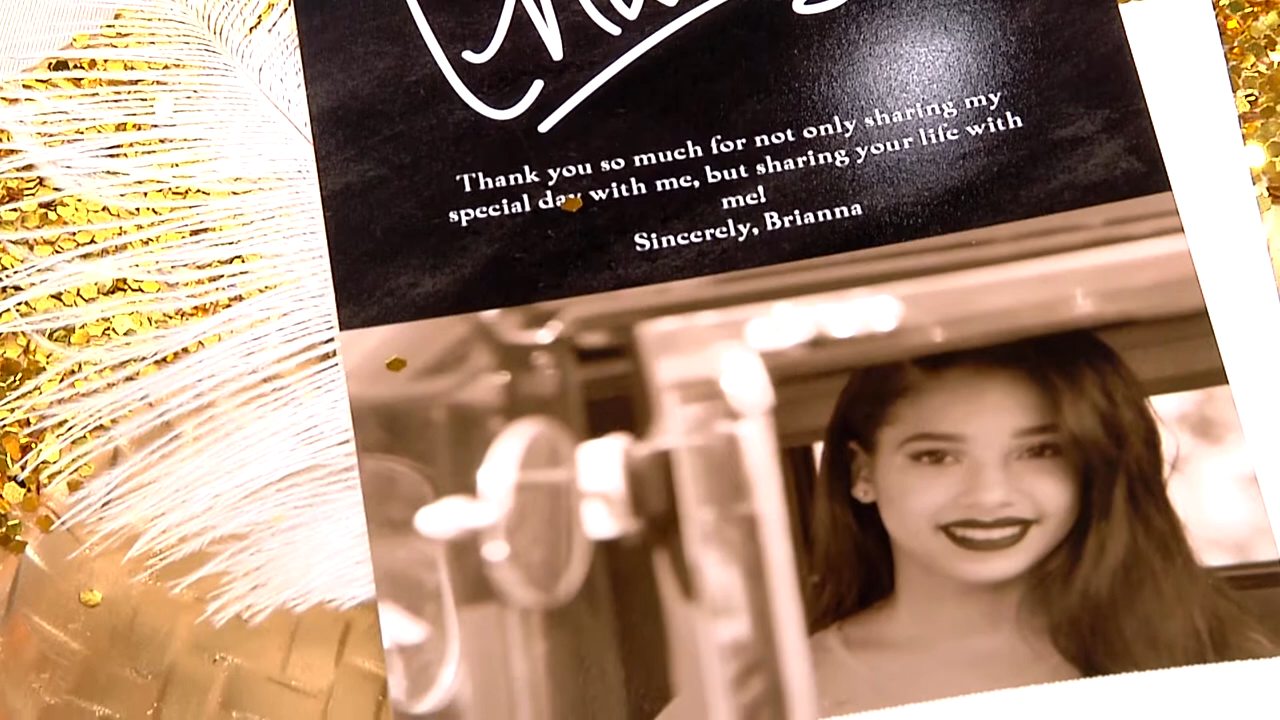 Thank you so much for not only sharing my
special day with me, but sharing your life with
me!
Sincerely, Brianna